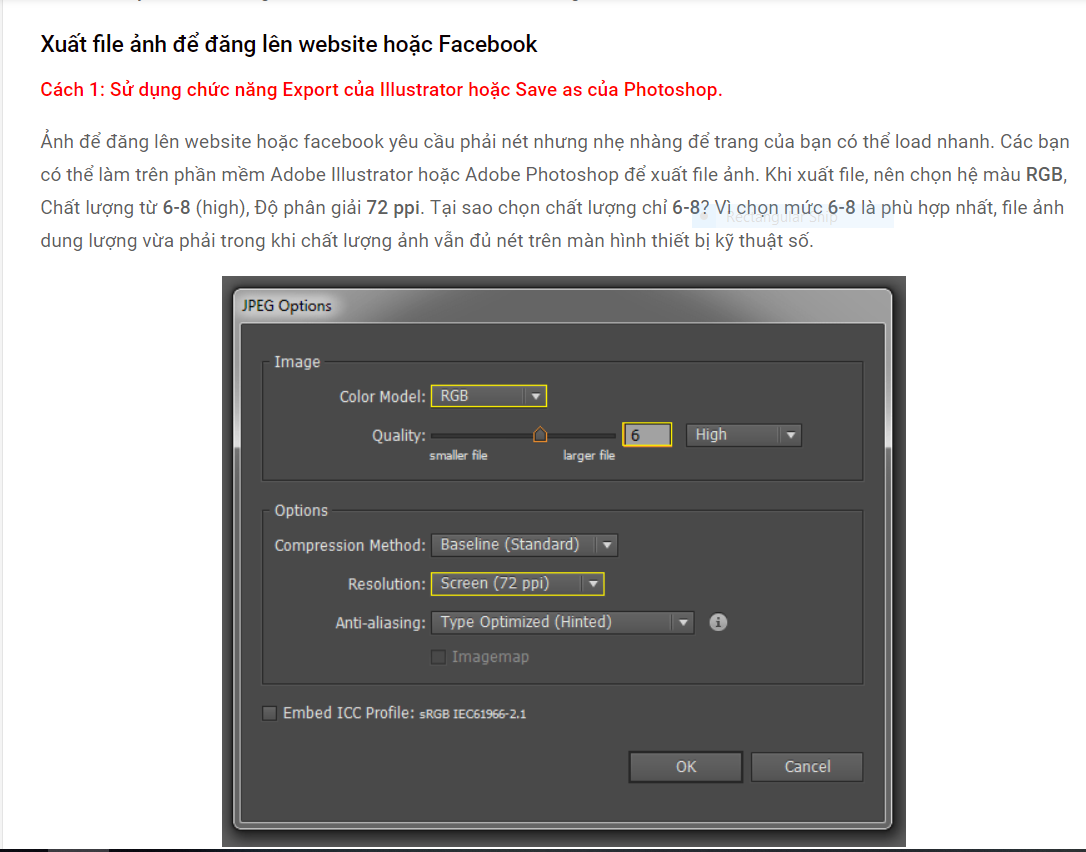 Xuất file ảnh để đăng lên website hoặc Facebook
Cách 1: Sử dụng chức năng Export của Illustrator hoặc Save as của Photoshop.
Ảnh để đăng lên website hoặc facebook yêu cầu phải nét nhưng nhẹ nhàng để trang của bạn có thể load nhanh. Các bạn
có thể làm trên phần mềm Adobe Illustrator hoặc Adobe Photoshop để xuất file ảnh. Khi xuất file, nên chọn hệ màu RGB,
Chất lượng từ 6-8 (high), Độ phân giải 72 ppi. Tại sao chọn chất lượng chỉ 6-8? Vì chọn mức 6-8 là phù hợp nhất, file ảnh
Rectangular Snip
dung lượng vừa phải trong khi chất lượng ảnh vẫn đủ nét trên màn hình thiết bị kỹ thuật số.
JPEG Options
Image
Color Model: RGB
Quality: 6 High
smaller file larger file
Options
Compression Method: Baseline (Standard)
Resolution: Screen (72 ppi)
Anti-aliasing: Type Optimized (Hinted)
Imagemap
Embed ICC Profile: sRGB IEC61966-2.1
OK Cancel